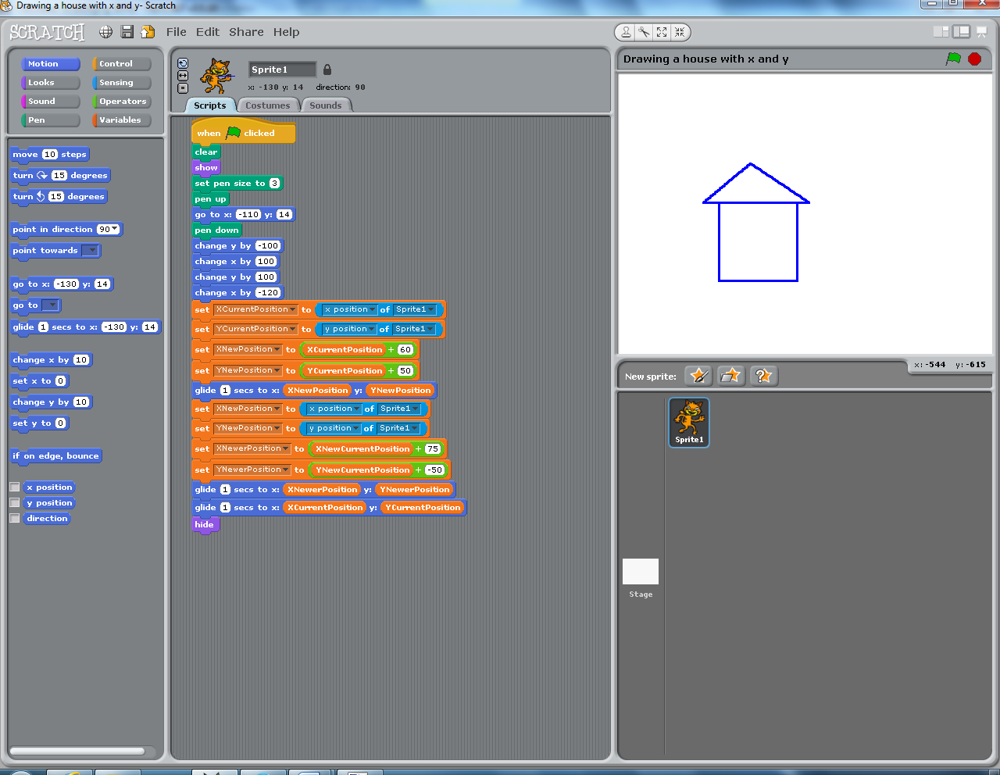 Drawing a house with x and y- Scratch
SCRATCH File Edit Share Help
Motion Control
Looks Sensing
Sound Operators
Pen Variables
move 10 steps
turn 15 degrees
turn 15 degrees
point in direction 90
point towards
go to x: -130 y: 14
go to
glide 1 secs to x: -130 y: 14
change x by 10
set x to 0
change y by 10
set y to 0
if on edge, bounce
x position
y position
direction
Sprite1
x: -130 y: 14 direction: 90
Scripts Costumes Sounds
when clicked
clear
show
set pen size to 3
pen up
go to x: -110 y: 14
pen down
change y by -100
change x by 100
change y by 100
change x by -120
set XCurrentPosition to x position of Sprite1
set YCurrentPosition to y position of Sprite1
set XNewPosition to XCurrentPosition + 60
set YNewPosition to YCurrentPosition + 50
glide 1 secs to x: XNewPosition y: YNewPosition
set XNewPosition to x position of Sprite1
set YNewPosition to y position of Sprite1
set XNewerPosition to XNewCurrentPosition + 75
set YNewerPosition to YNewCurrentPosition + -50
glide 1 secs to x: XNewerPosition y: YNewerPosition
glide 1 secs to x: XCurrentPosition y: YCurrentPosition
hide
Drawing a house with x and y
x: -544 y: -615
New sprite:
Sprite1
Stage